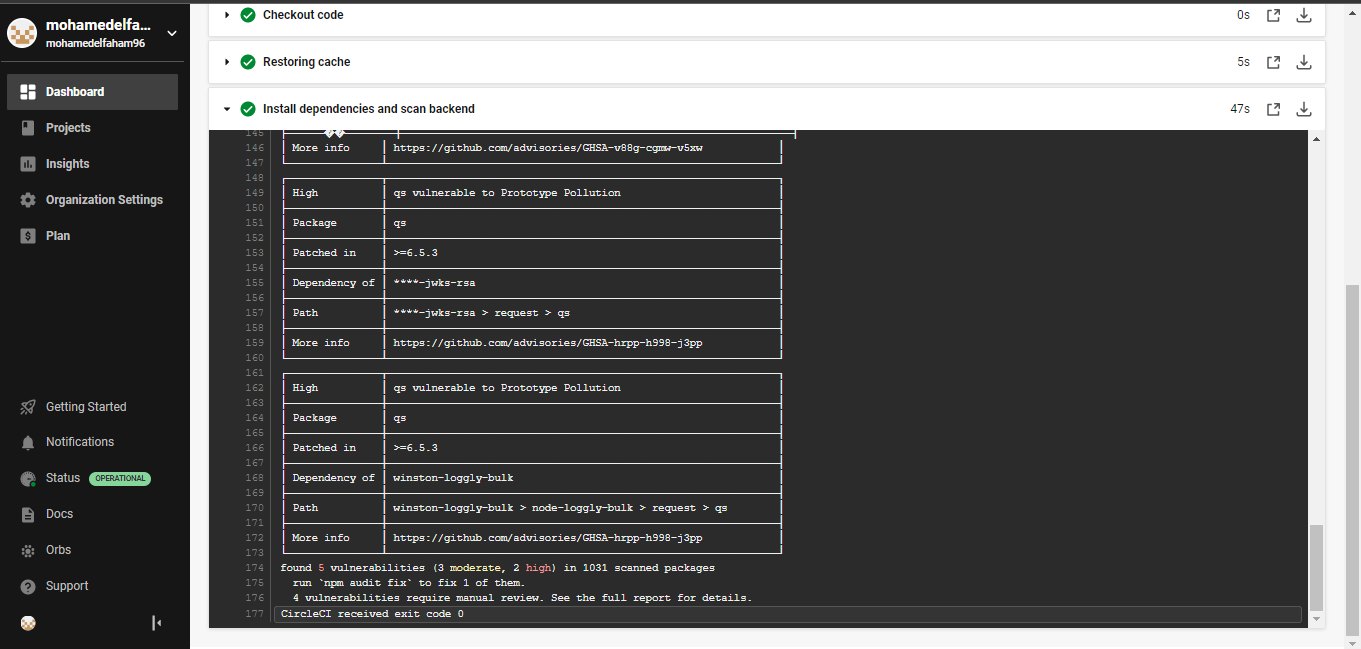 mohamedelfa...
mohamedelfaham96
Dashboard
Projects
Insights
Organization Settings
Plan
Getting Started
Notifications
Status OPERATIONAL
Docs
Orbs
Support
Checkout code 0s
Restoring cache 5s
Install dependencies and scan backend 47s
145
146 More info https://github.com/advisories/GHSA-v88g-cgmw-v5xw
147
148
149 High qs vulnerable to Prototype Pollution
150
151 Package qs
152
153 Patched in >=6.5.3
154
155 Dependency of ****-jwks-rsa
156
157 Path ****-jwks-rsa > request > qs
158
159 More info https://github.com/advisories/GHSA-hrpp-h998-j3pp
160
161
162 High qs vulnerable to Prototype Pollution
163
164 Package qs
165
166 Patched in >=6.5.3
167
168 Dependency of winston-loggly-bulk
169
170 Path winston-loggly-bulk > node-loggly-bulk > request > qs
171
172 More info https://github.com/advisories/GHSA-hrpp-h998-j3pp
173
174 found 5 vulnerabilities (3 moderate, 2 high) in 1031 scanned packages
175 run `npm audit fix` to fix 1 of them.
176 4 vulnerabilities require manual review. See the full report for details.
177 CircleCI received exit code 0